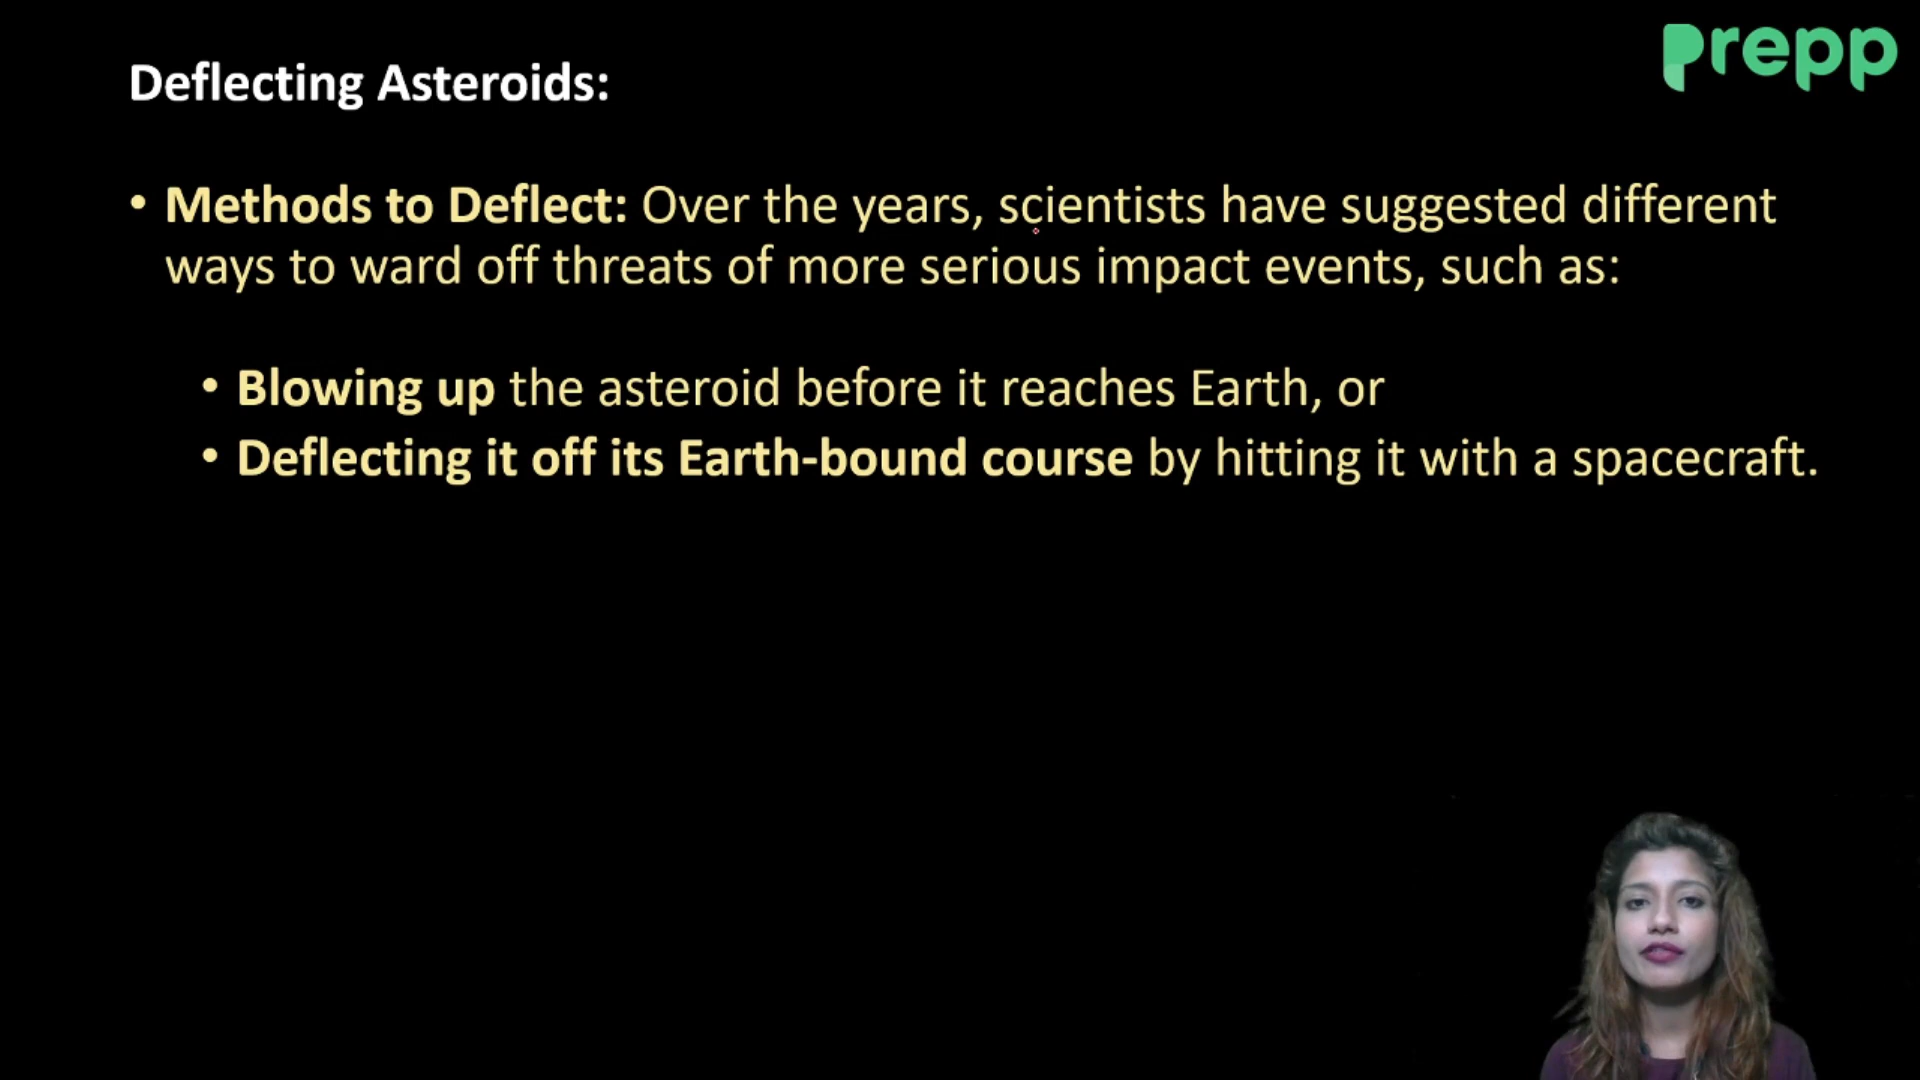 prepp
Deflecting Asteroids:
• Methods to Deflect: Over the years, scientists have suggested different
ways to ward off threats of more serious impact events, such as:
• Blowing up the asteroid before it reaches Earth, or
• Deflecting it off its Earth-bound course by hitting it with a spacecraft.